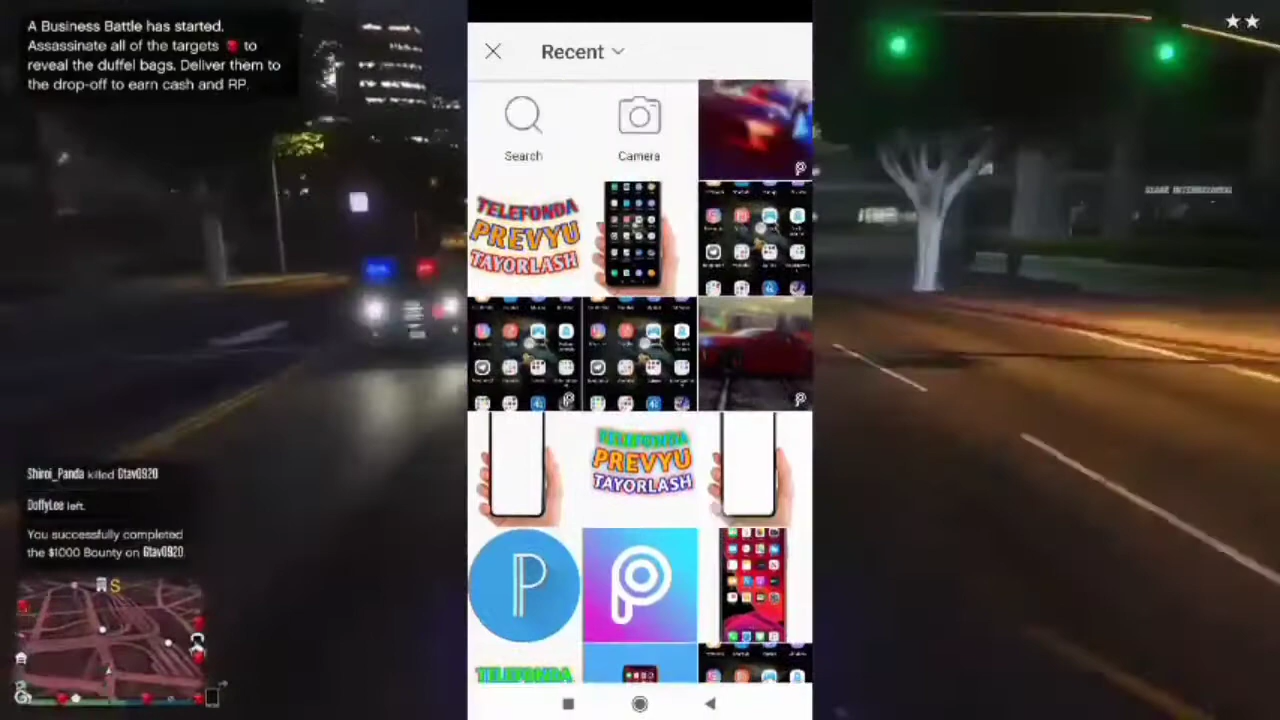 A Business Battle has started.
Assassinate all of the targets to
reveal the duffel bags. Deliver them to
the drop-off to earn cash and RP.
Shiroi_Panda killed Gtav0920
DoffyLee left.
You successfully completed
the $1000 Bounty on Gtav0920.
S
Recent
Search
Camera
TELEFONDA
PREVYU
TAYORLASH
TELEFONDA
PREVYU
TAYORLASH
TELEFONDA